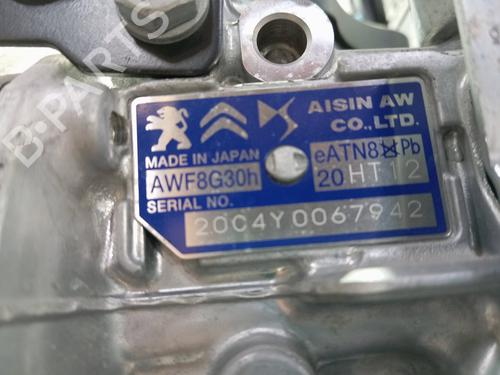 B-PARTS
AISIN AW
CO.,LTD.
MADE IN JAPAN
eATN8 Pb
AWF8G30h
20HT12
SERIAL NO.
20C4Y0067942